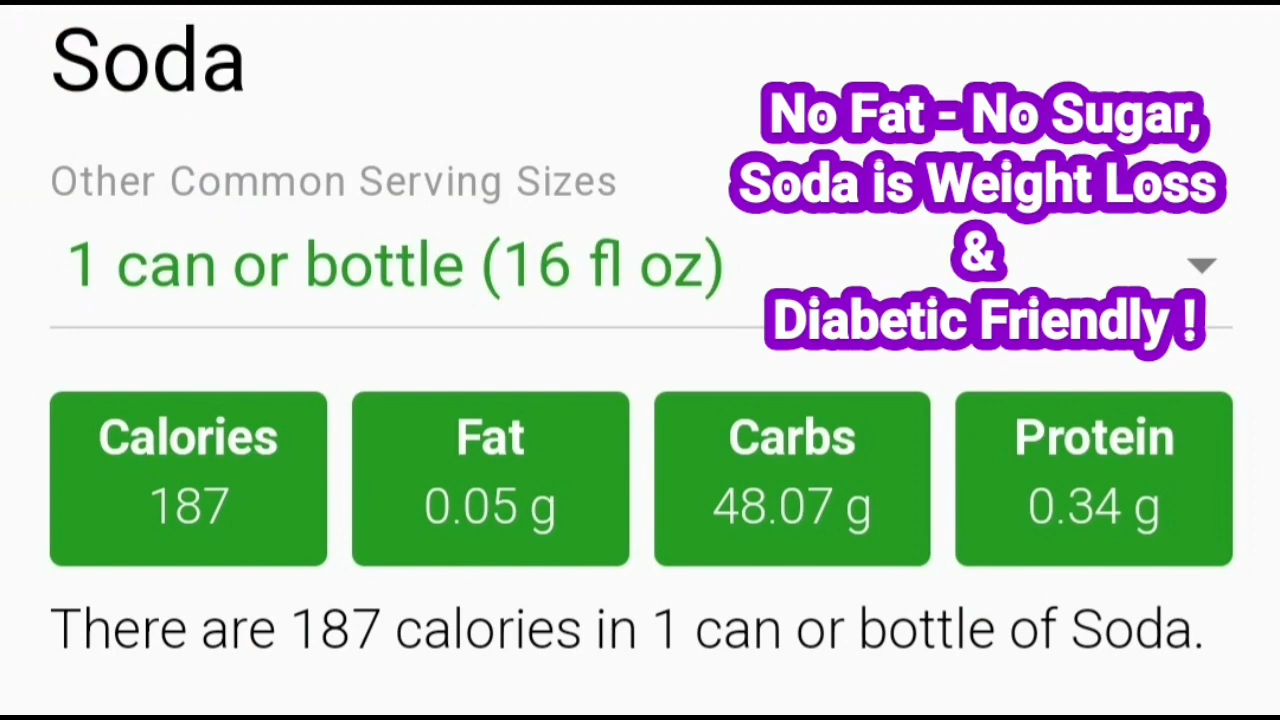 Soda
No Fat - No Sugar,
Soda is Weight Loss
&
Diabetic Friendly !
Other Common Serving Sizes
1 can or bottle (16 fl oz)
Calories
187
Fat
0.05 g
Carbs
48.07 g
Protein
0.34 g
There are 187 calories in 1 can or bottle of Soda.